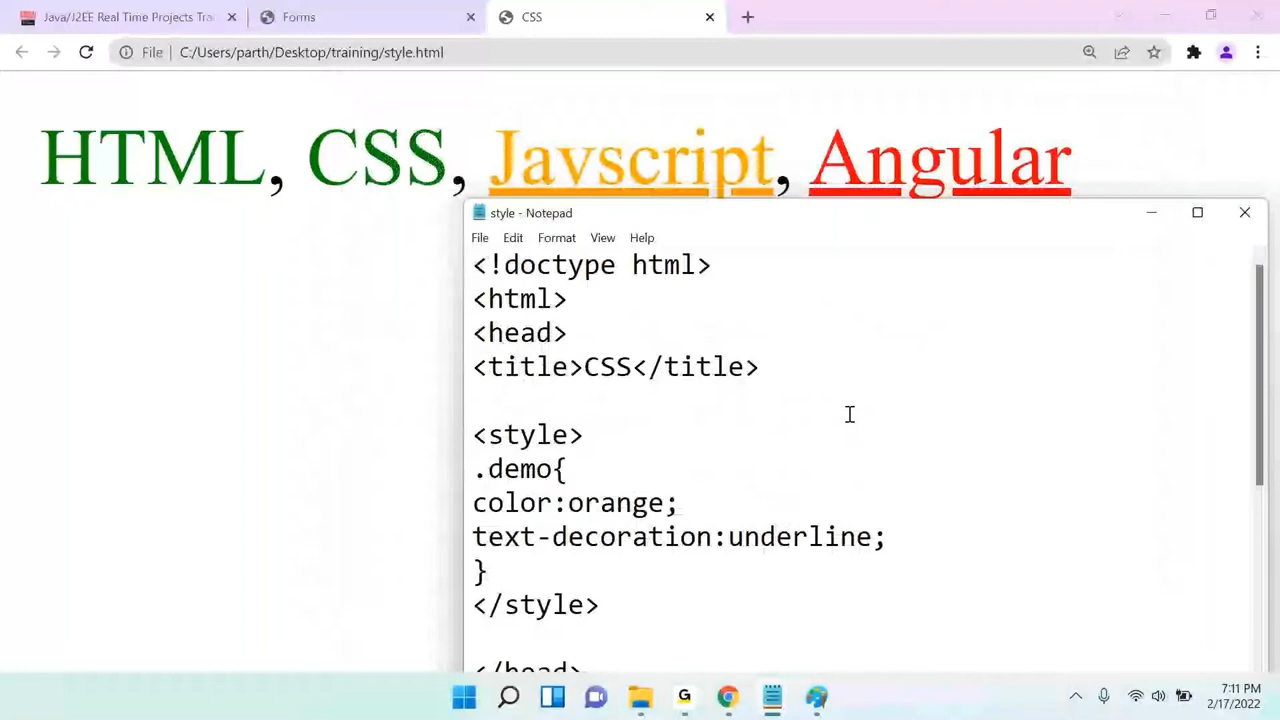 Java/J2EE Real Time Projects Tra
Forms
CSS
File
C:/Users/parth/Desktop/training/style.html
HTML, CSS, Javscript, Angular
style - Notepad
File Edit Format View Help
<!doctype html>
<html>
<head>
<title>CSS</title>
<style>
.demo{
color:orange;
text-decoration:underline;
}
</style>
</head>
G
7:11 PM
2/17/2022